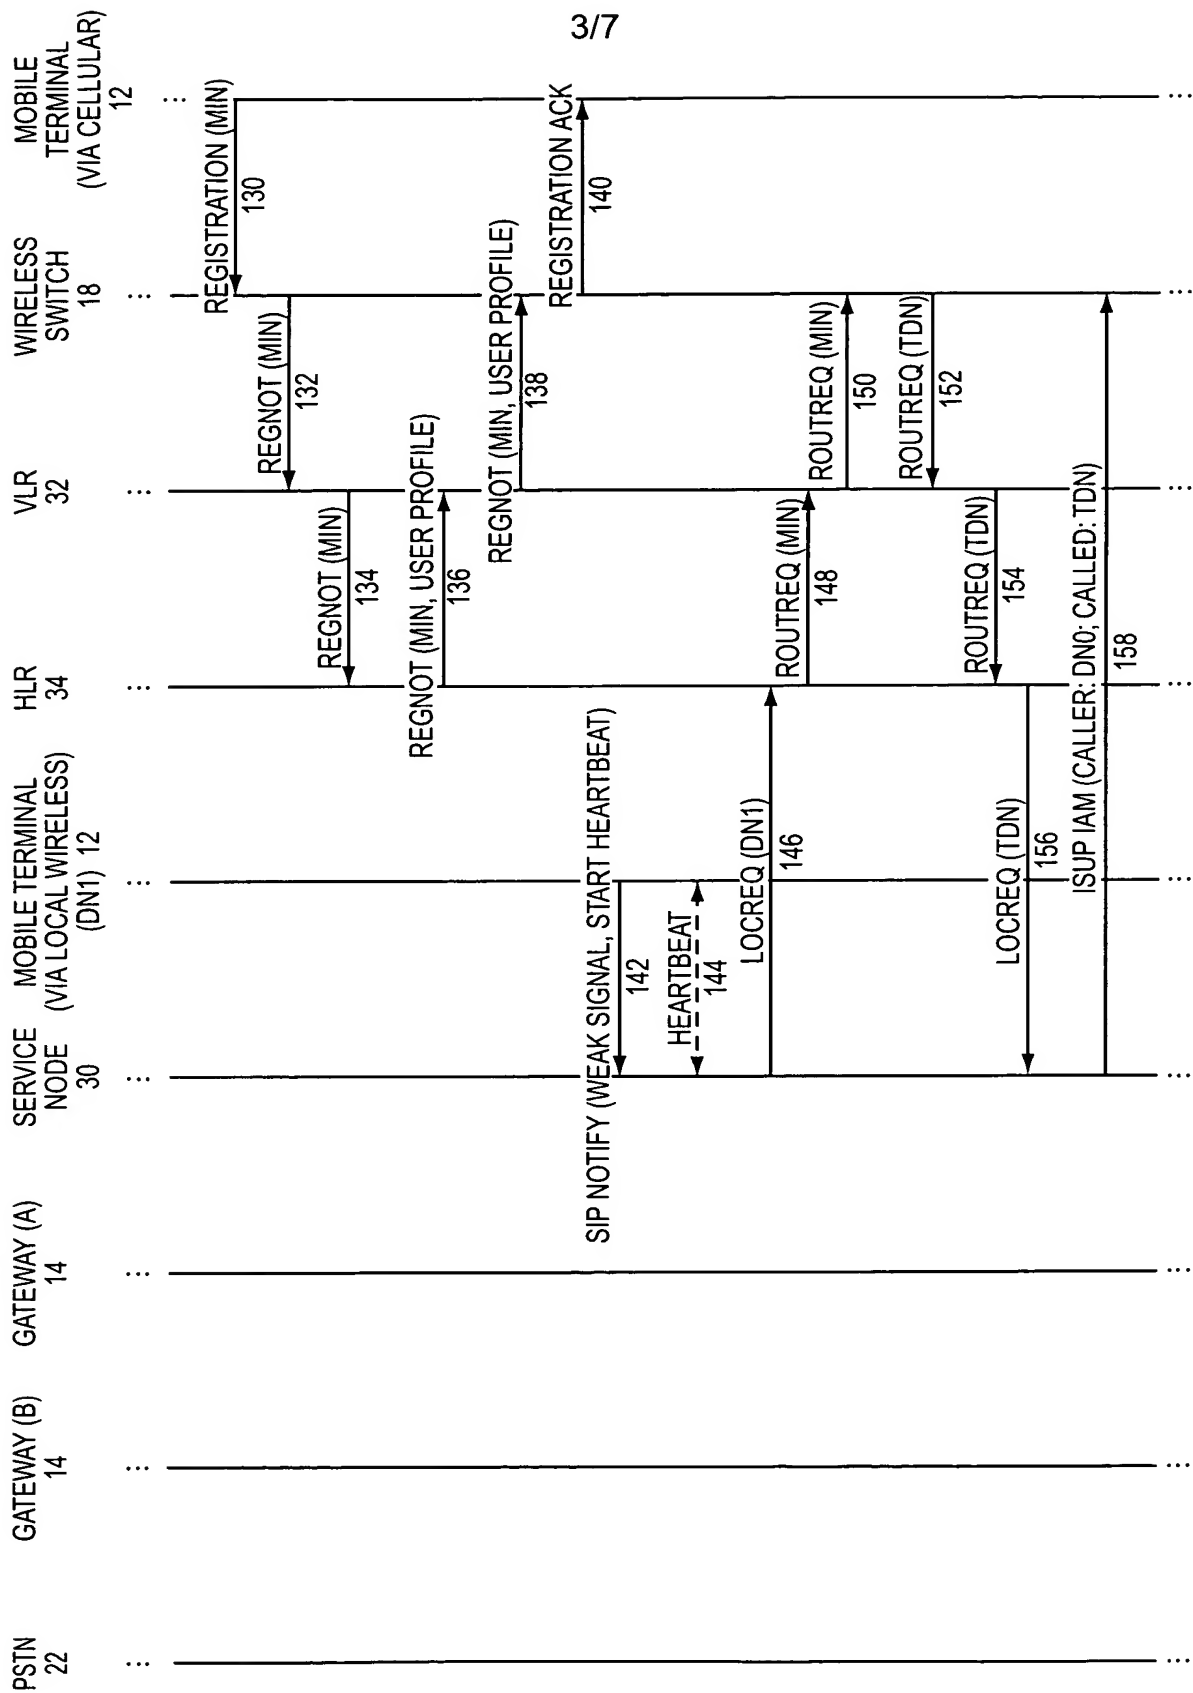 3/7
PSTN
22
GATEWAY (B)
14
GATEWAY (A)
14
SERVICE
NODE
30
MOBILE TERMINAL
(VIA LOCAL WIRELESS)
(DN1) 12
HLR
34
VLR
32
WIRELESS
SWITCH
18
MOBILE
TERMINAL
(VIA CELLULAR)
12
...
...
...
...
...
...
...
...
...
REGISTRATION (MIN)
130
REGNOT (MIN)
132
REGNOT (MIN)
134
REGNOT (MIN, USER PROFILE)
136
REGNOT (MIN, USER PROFILE)
138
REGISTRATION ACK
140
SIP NOTIFY (WEAK SIGNAL, START HEARTBEAT)
142
HEARTBEAT
144
LOCREQ (DN1)
146
ROUTREQ (MIN)
148
ROUTREQ (MIN)
150
ROUTREQ (TDN)
152
ROUTREQ (TDN)
154
LOCREQ (TDN)
156
ISUP IAM (CALLER: DN0; CALLED: TDN)
158
...
...
...
...
...
...
...
...
...